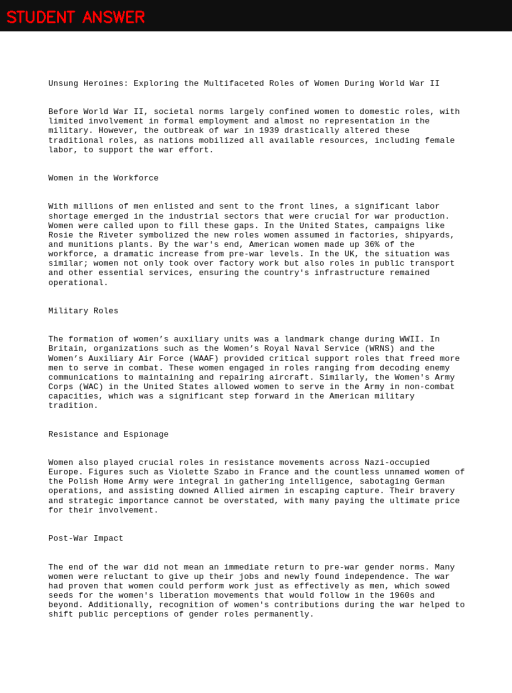 STUDENT ANSWER
Unsung Heroines: Exploring the Multifaceted Roles of Women During World War II
Before World War II, societal norms largely confined women to domestic roles, with
limited involvement in formal employment and almost no representation in the
military. However, the outbreak of war in 1939 drastically altered these
traditional roles, as nations mobilized all available resources, including female
labor, to support the war effort.
Women in the Workforce
With millions of men enlisted and sent to the front lines, a significant labor
shortage emerged in the industrial sectors that were crucial for war production.
Women were called upon to fill these gaps. In the United States, campaigns like
Rosie the Riveter symbolized the new roles women assumed in factories, shipyards,
and munitions plants. By the war's end, American women made up 36% of the
workforce, a dramatic increase from pre-war levels. In the UK, the situation was
similar; women not only took over factory work but also roles in public transport
and other essential services, ensuring the country's infrastructure remained
operational.
Military Roles
The formation of women’s auxiliary units was a landmark change during WWII. In
Britain, organizations such as the Women’s Royal Naval Service (WRNS) and the
Women’s Auxiliary Air Force (WAAF) provided critical support roles that freed more
men to serve in combat. These women engaged in roles ranging from decoding enemy
communications to maintaining and repairing aircraft. Similarly, the Women's Army
Corps (WAC) in the United States allowed women to serve in the Army in non-combat
capacities, which was a significant step forward in the American military
tradition.
Resistance and Espionage
Women also played crucial roles in resistance movements across Nazi-occupied
Europe. Figures such as Violette Szabo in France and the countless unnamed women of
the Polish Home Army were integral in gathering intelligence, sabotaging German
operations, and assisting downed Allied airmen in escaping capture. Their bravery
and strategic importance cannot be overstated, with many paying the ultimate price
for their involvement.
Post-War Impact
The end of the war did not mean an immediate return to pre-war gender norms. Many
women were reluctant to give up their jobs and newly found independence. The war
had proven that women could perform work just as effectively as men, which sowed
seeds for the women's liberation movements that would follow in the 1960s and
beyond. Additionally, recognition of women's contributions during the war helped to
shift public perceptions of gender roles permanently.